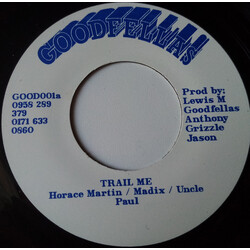 GOODFELLAS
GOOD001a
0958 289
379
0171 633
0860
Prod by:
Lewis M
Goodfellas
Anthony
Grizzle
Jason
TRAIL ME
Horace Martin / Madix / Uncle
Paul